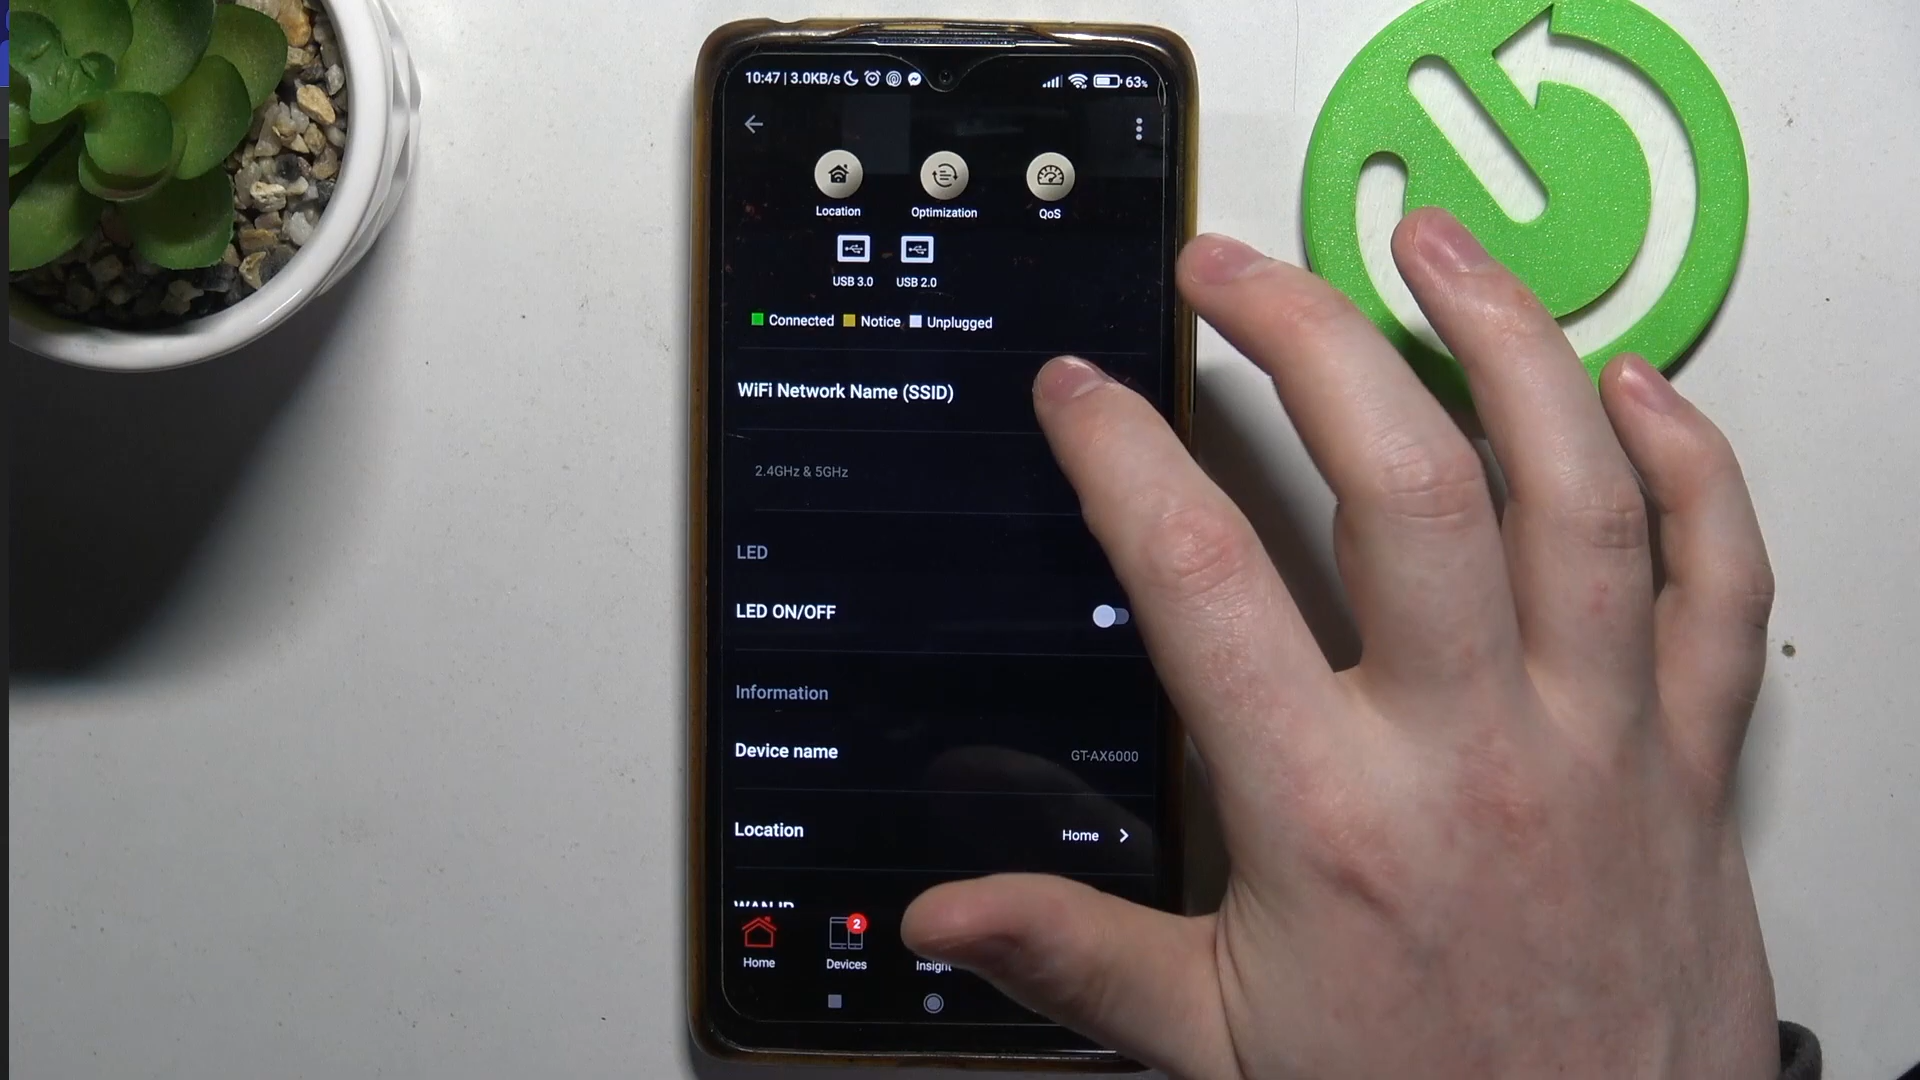 10:47 | 3.0KB/s 63%
Location Optimization QoS
USB 3.0 USB 2.0
Connected Notice Unplugged
WiFi Network Name (SSID)
2.4GHz & 5GHz
LED
LED ON/OFF
Information
Device name GT-AX6000
Location Home
WAN IP
2
Home Devices Insight